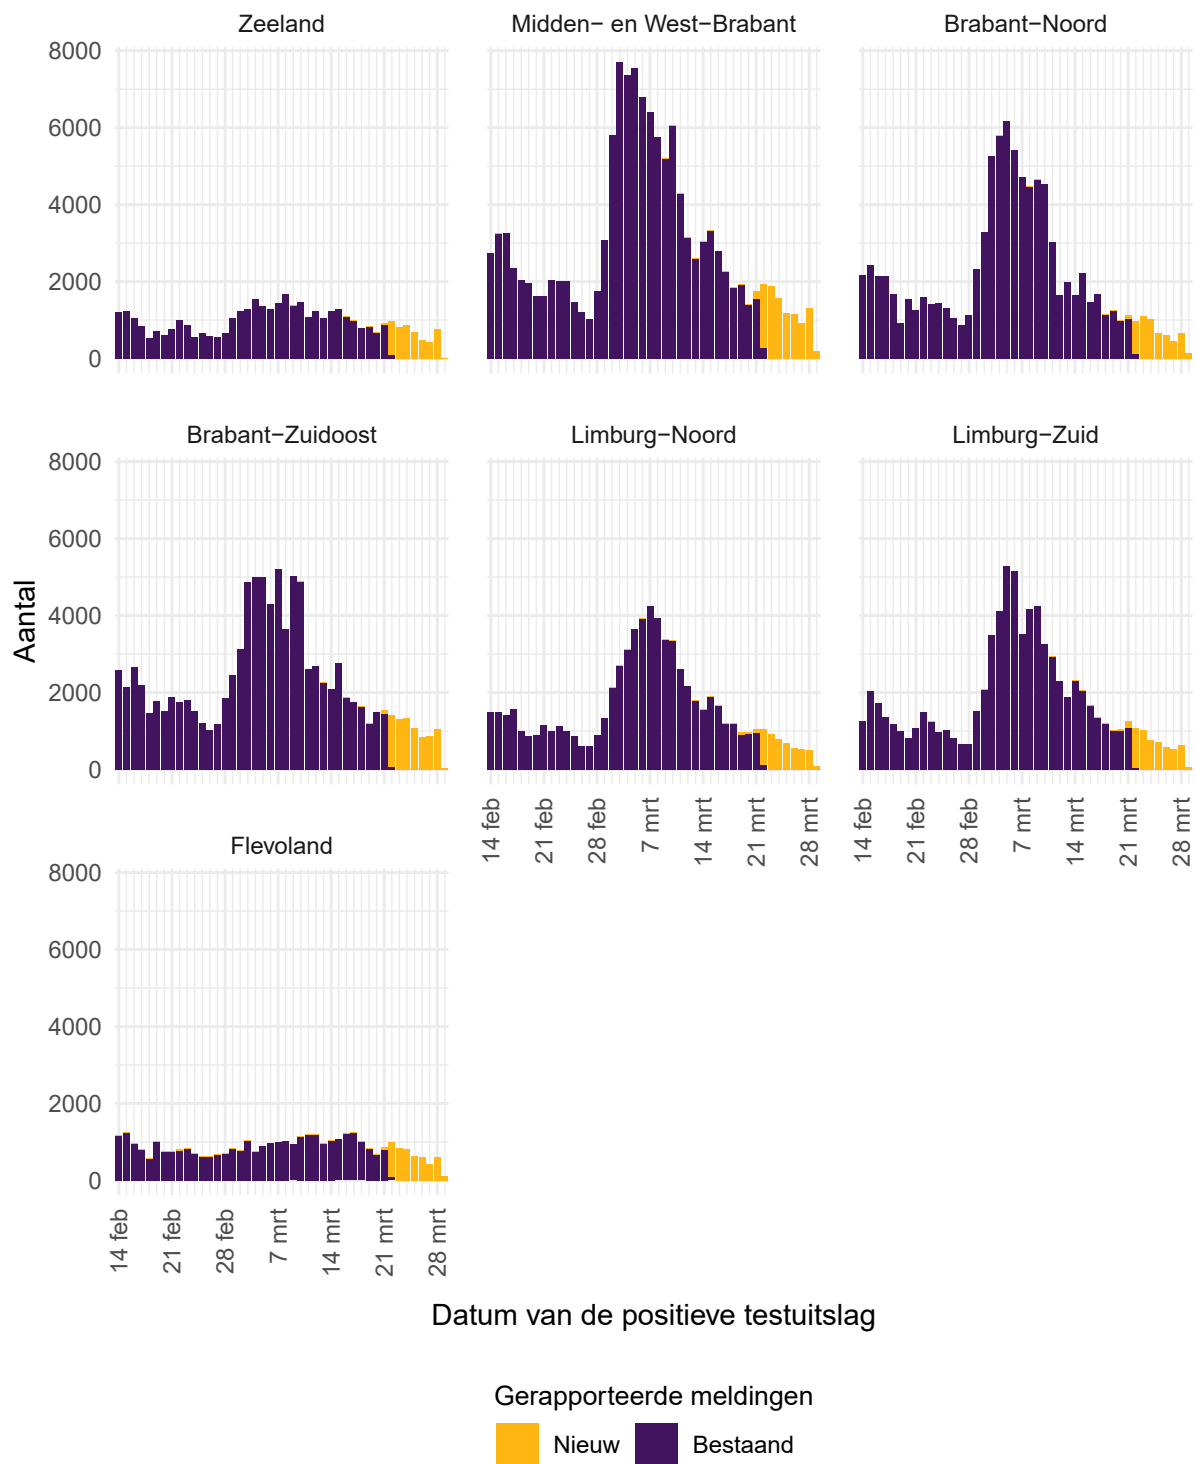 Zeeland
Midden− en West−Brabant
Brabant−Noord
8000
6000
4000
2000
0
Brabant−Zuidoost
Limburg−Noord
Limburg−Zuid
8000
6000
4000
2000
0
14 feb
21 feb
28 feb
7 mrt
14 mrt
21 mrt
28 mrt
14 feb
21 feb
28 feb
7 mrt
14 mrt
21 mrt
28 mrt
Aantal
Flevoland
8000
6000
4000
2000
0
14 feb
21 feb
28 feb
7 mrt
14 mrt
21 mrt
28 mrt
Datum van de positieve testuitslag
Gerapporteerde meldingen
Nieuw
Bestaand